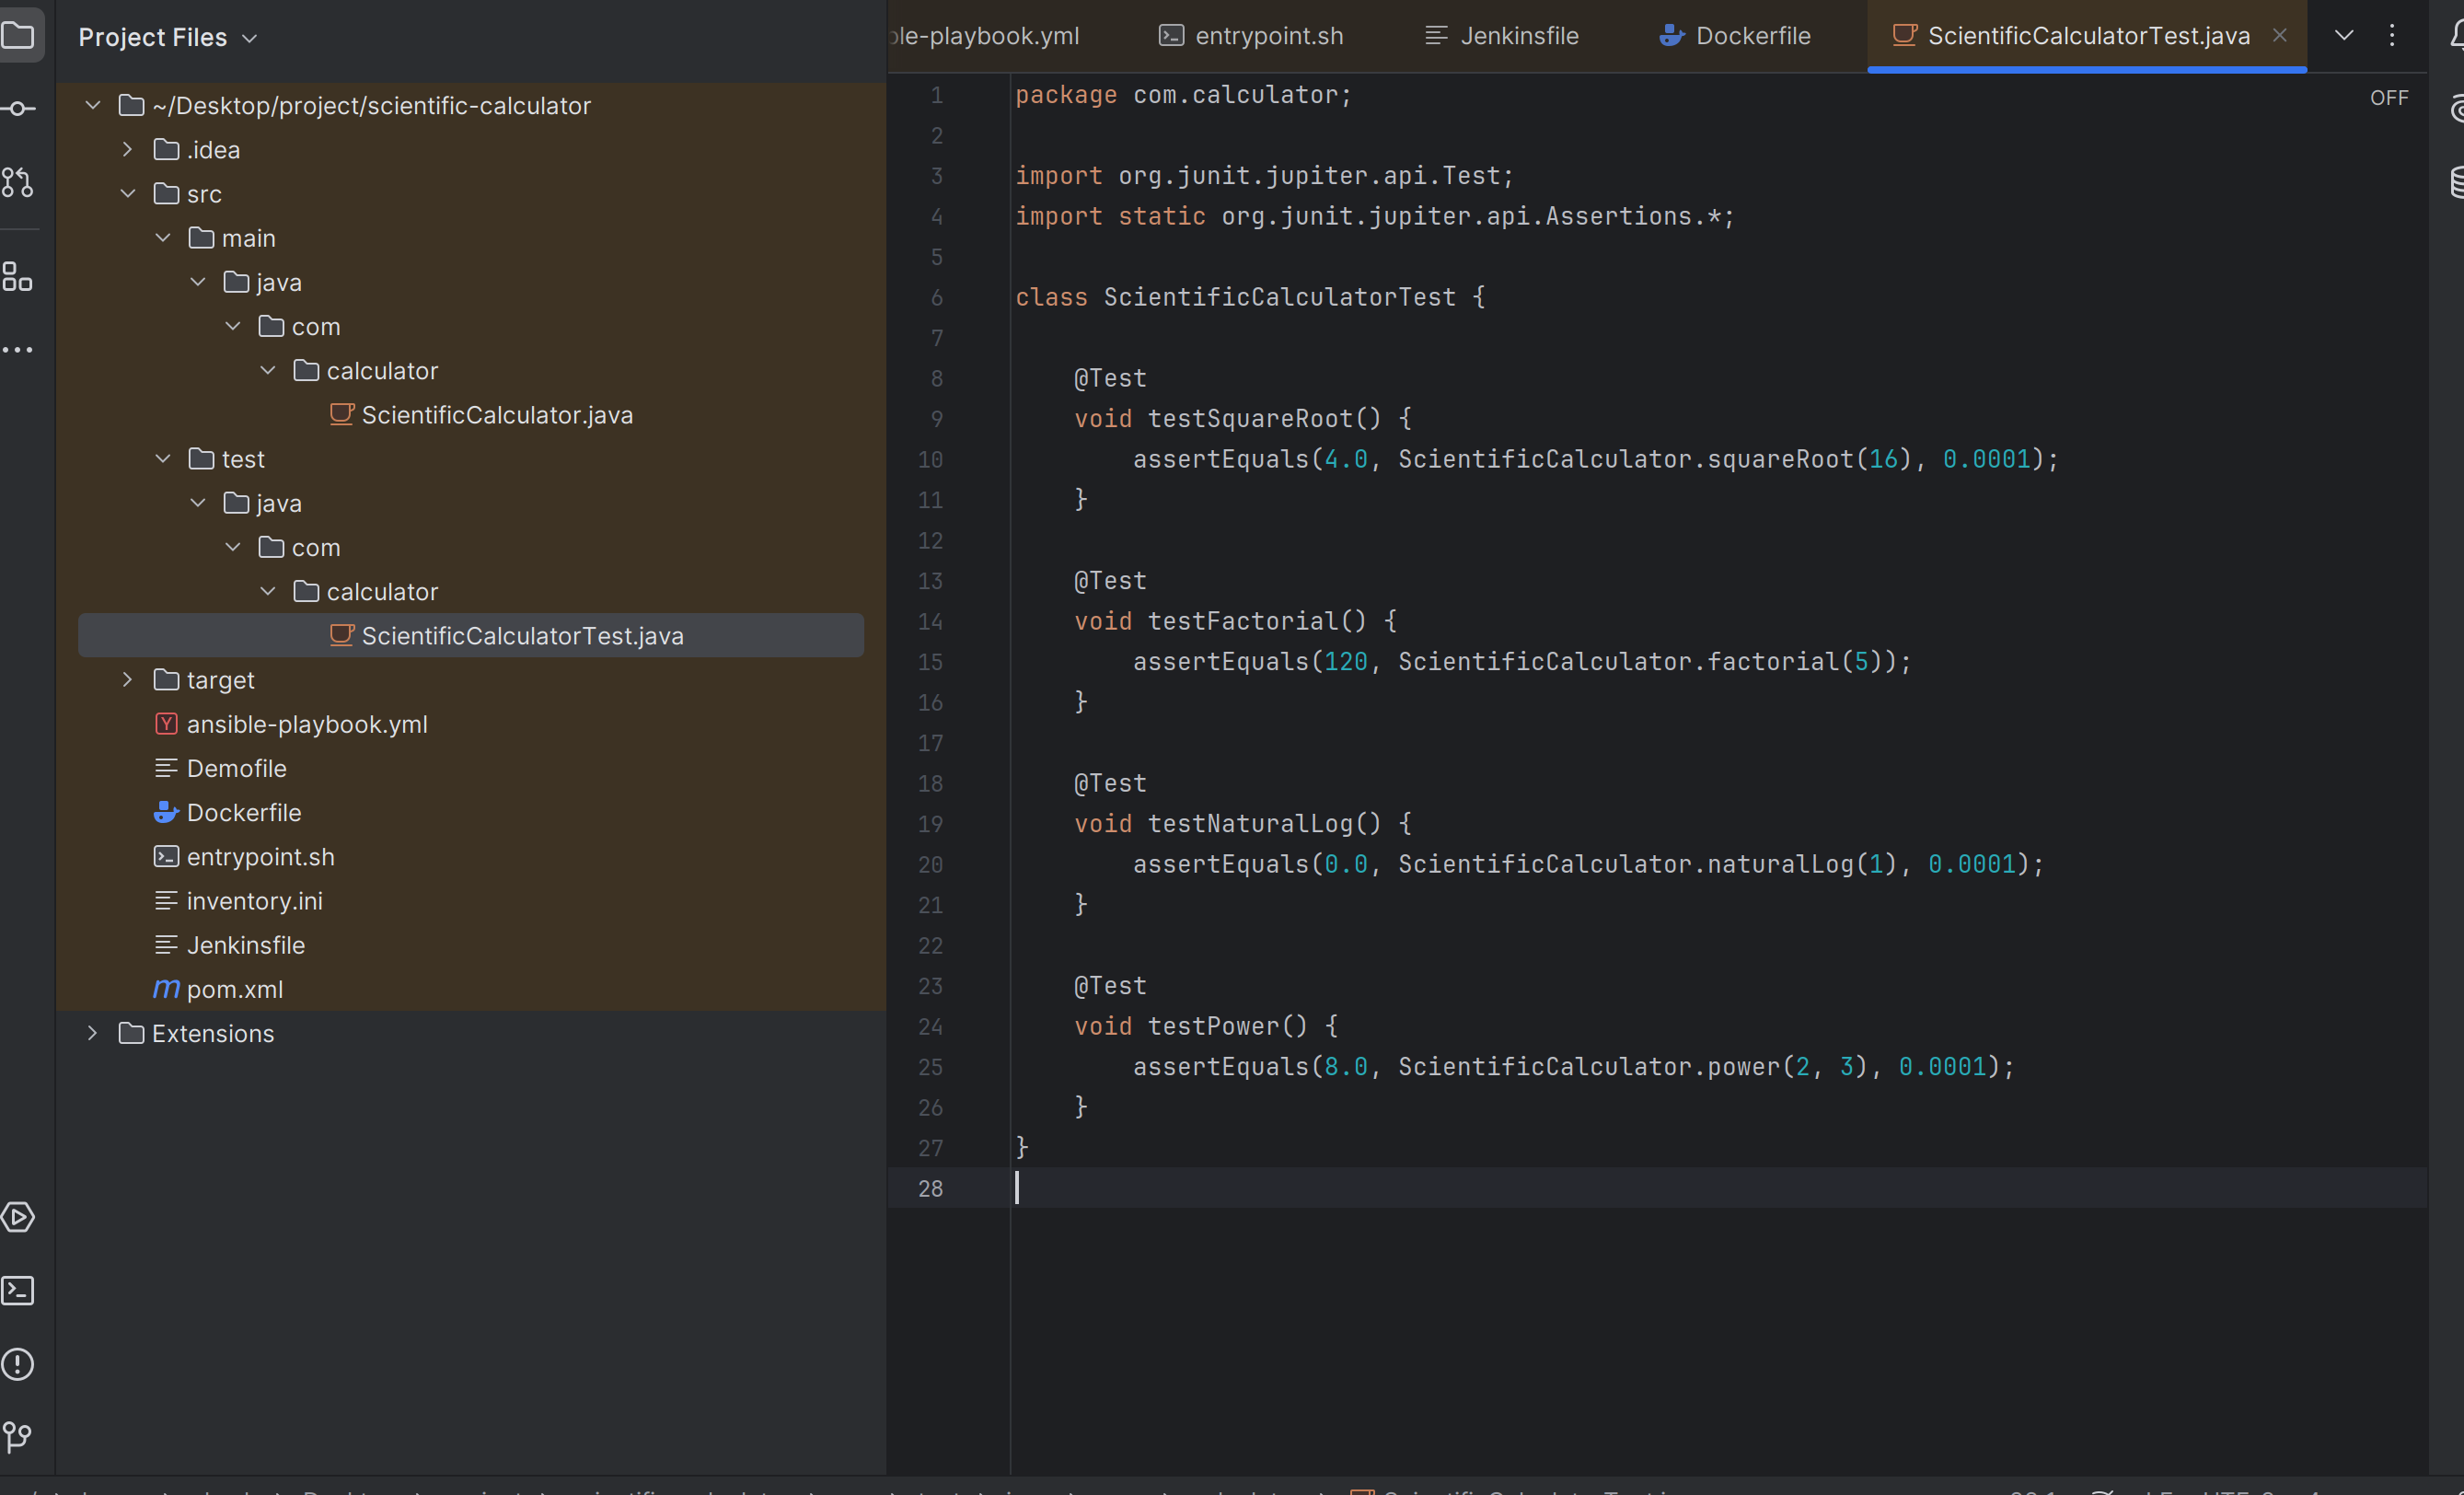 Project Files
~/Desktop/project/scientific-calculator
.idea
src
main
java
com
calculator
ScientificCalculator.java
test
java
com
calculator
ScientificCalculatorTest.java
target
ansible-playbook.yml
Demofile
Dockerfile
entrypoint.sh
inventory.ini
Jenkinsfile
pom.xml
Extensions
le-playbook.yml entrypoint.sh Jenkinsfile Dockerfile ScientificCalculatorTest.java
OFF
1 package com.calculator;
2
3 import org.junit.jupiter.api.Test;
4 import static org.junit.jupiter.api.Assertions.*;
5
6 class ScientificCalculatorTest {
7
8 @Test
9 void testSquareRoot() {
10 assertEquals(4.0, ScientificCalculator.squareRoot(16), 0.0001);
11 }
12
13 @Test
14 void testFactorial() {
15 assertEquals(120, ScientificCalculator.factorial(5));
16 }
17
18 @Test
19 void testNaturalLog() {
20 assertEquals(0.0, ScientificCalculator.naturalLog(1), 0.0001);
21 }
22
23 @Test
24 void testPower() {
25 assertEquals(8.0, ScientificCalculator.power(2, 3), 0.0001);
26 }
27 }
28